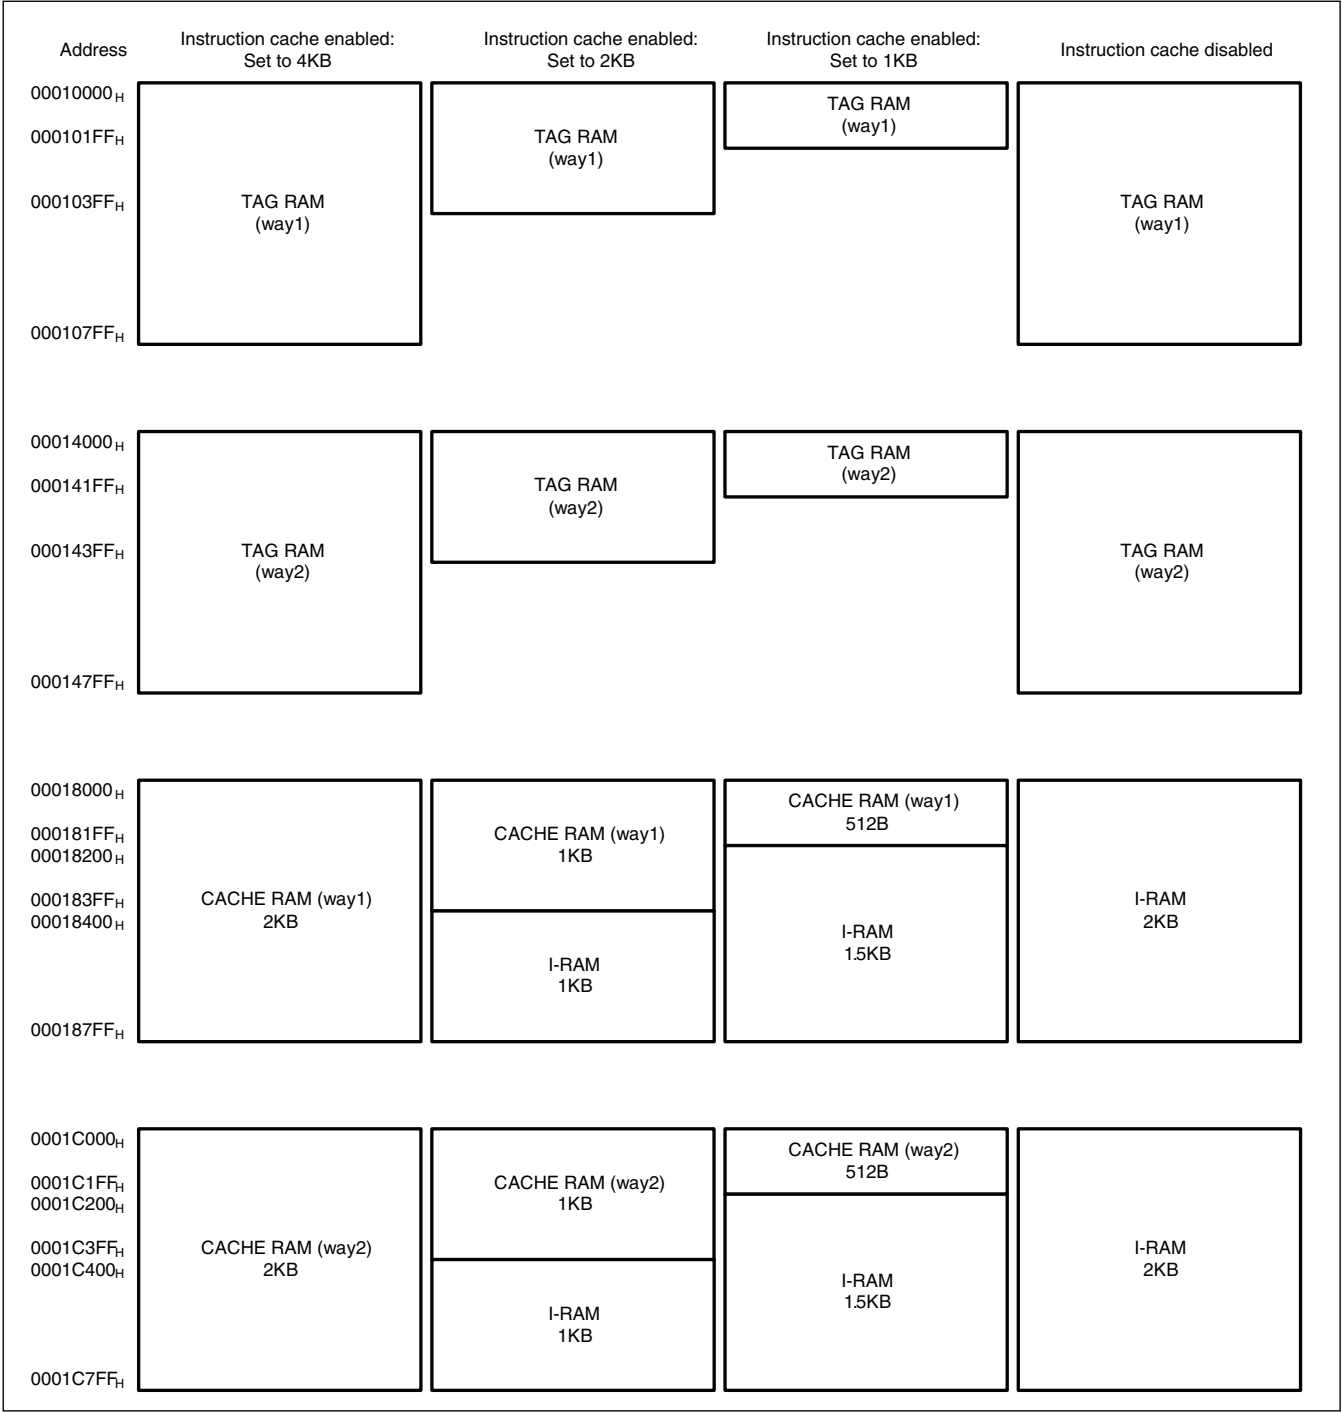 Address
Instruction cache enabled:
Set to 4KB
Instruction cache enabled:
Set to 2KB
Instruction cache enabled:
Set to 1KB
Instruction cache disabled
00010000H
000101FFH
000103FFH
000107FFH
TAG RAM
(way1)
TAG RAM
(way1)
TAG RAM
(way1)
TAG RAM
(way1)
00014000H
000141FFH
000143FFH
000147FFH
TAG RAM
(way2)
TAG RAM
(way2)
TAG RAM
(way2)
TAG RAM
(way2)
00018000H
000181FFH
00018200H
000183FFH
00018400H
000187FFH
CACHE RAM (way1)
2KB
CACHE RAM (way1)
1KB
I-RAM
1KB
CACHE RAM (way1)
512B
I-RAM
1.5KB
I-RAM
2KB
0001C000H
0001C1FFH
0001C200H
0001C3FFH
0001C400H
0001C7FFH
CACHE RAM (way2)
2KB
CACHE RAM (way2)
1KB
I-RAM
1KB
CACHE RAM (way2)
512B
I-RAM
1.5KB
I-RAM
2KB